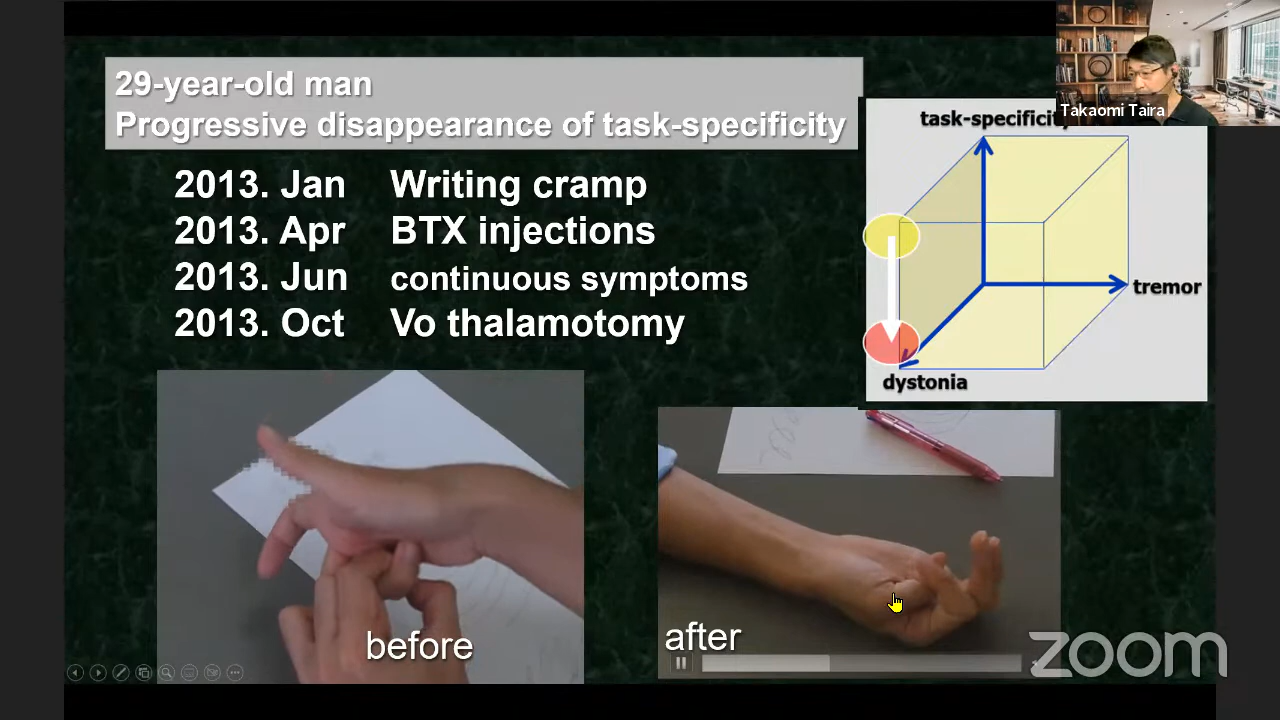 29-year-old man
Progressive disappearance of task-specificity
2013. Jan Writing cramp
2013. Apr BTX injections
2013. Jun continuous symptoms
2013. Oct Vo thalamotomy
Takaomi Taira
task-specificity
tremor
dystonia
before
after
zoom